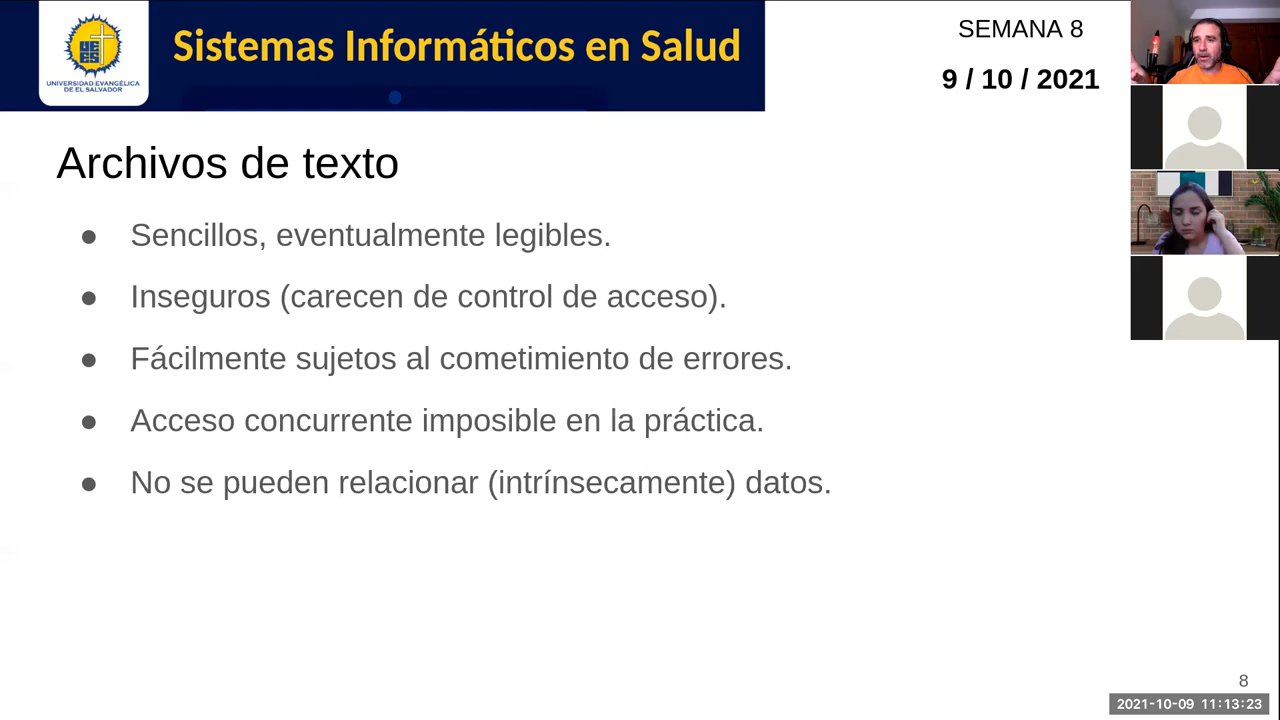 UNIVERSIDAD EVANGÉLICA
DE EL SALVADOR
Sistemas Informáticos en Salud
SEMANA 8
9 / 10 / 2021
Archivos de texto
● Sencillos, eventualmente legibles.
● Inseguros (carecen de control de acceso).
● Fácilmente sujetos al cometimiento de errores.
● Acceso concurrente imposible en la práctica.
● No se pueden relacionar (intrínsecamente) datos.
8
2021-10-09 11:13:23